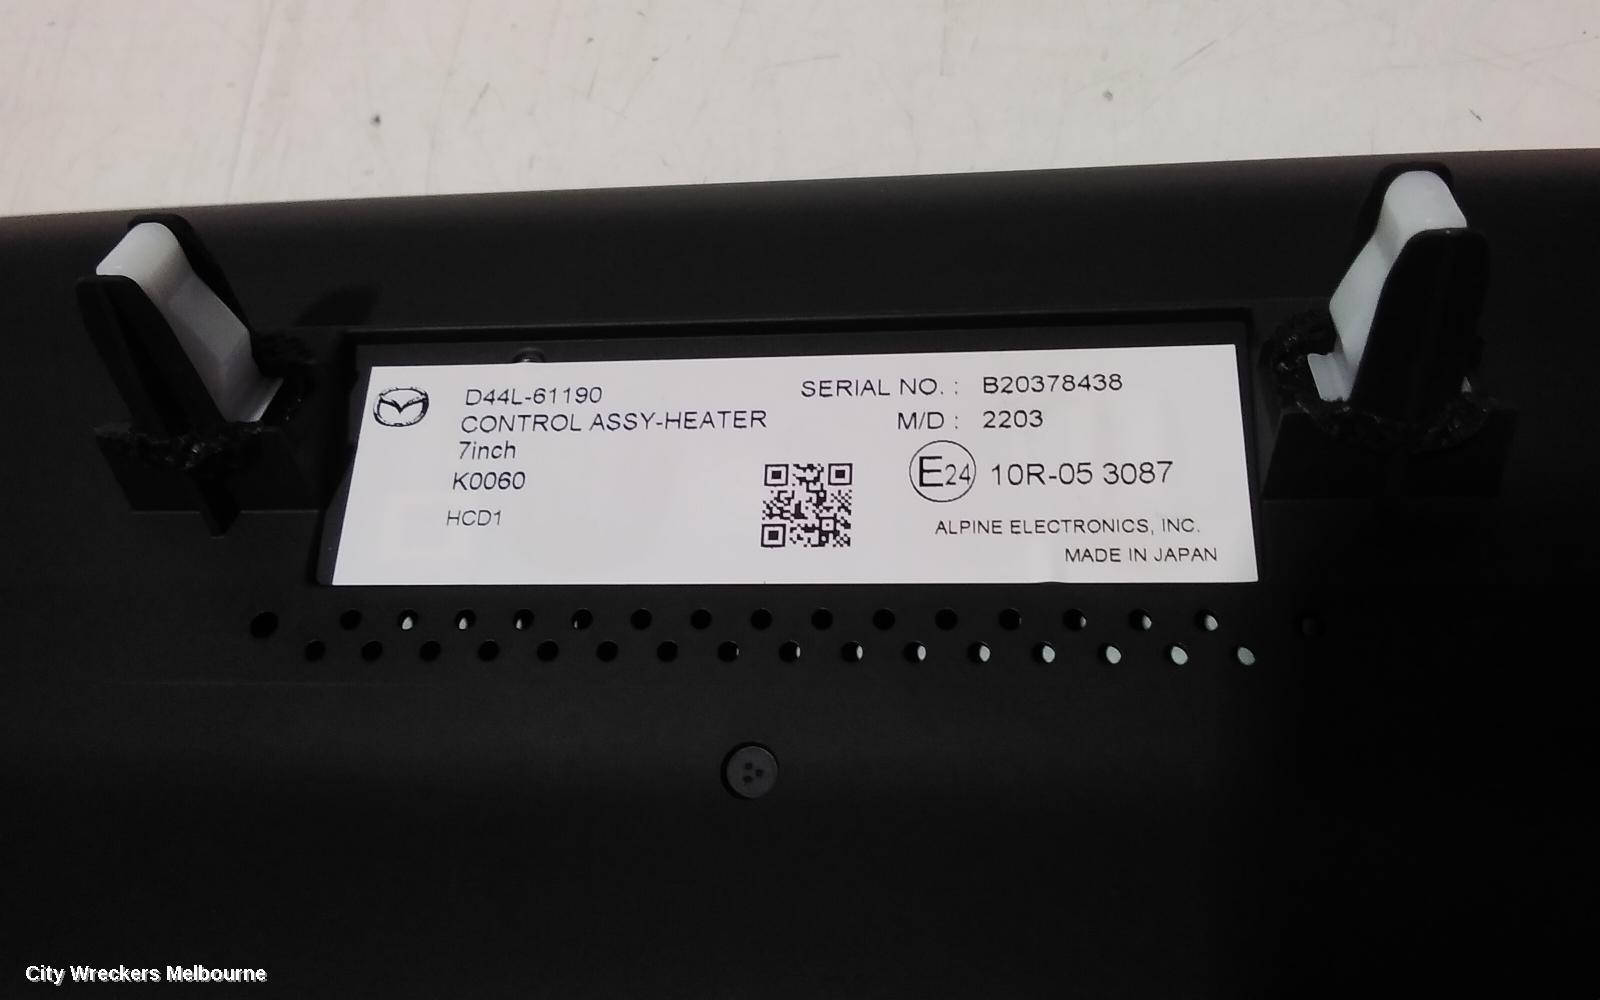 D44L-61190
CONTROL ASSY-HEATER
7inch
K0060
HCD1
SERIAL NO. : B20378438
M/D : 2203
E24 10R-05 3087
ALPINE ELECTRONICS, INC.
MADE IN JAPAN
City Wreckers Melbourne